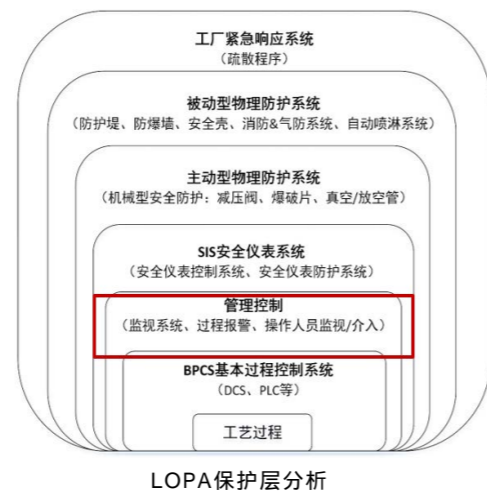 工厂紧急响应系统
（疏散程序）
被动型物理防护系统
（防护堤、防爆墙、安全壳、消防&气防系统、自动喷淋系统）
主动型物理防护系统
（机械型安全防护：减压阀、爆破片、真空/放空管）
SIS安全仪表系统
（安全仪表控制系统、安全仪表防护系统）
管理控制
（监视系统、过程报警、操作人员监视/介入）
BPCS基本过程控制系统
（DCS、PLC等）
工艺过程
LOPA保护层分析